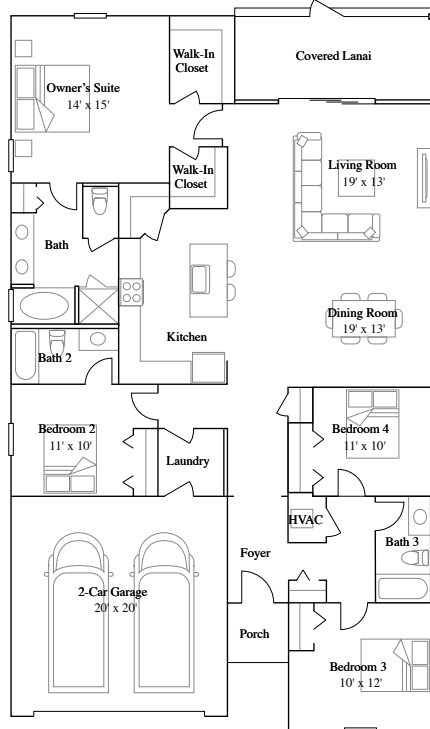 Walk-In
Closet
Covered Lanai
Owner's Suite
14' x 15'
Walk-In
Closet
Living Room
19' x 13'
Bath
Dining Room
19' x 13'
Kitchen
Bath 2
Bedroom 2
11' x 10'
Laundry
Bedroom 4
11' x 10'
HVAC
Bath 3
Foyer
2-Car Garage
20' x 20'
Porch
Bedroom 3
10' x 12'